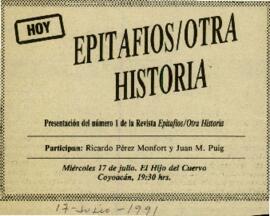 HOY
EPITAFIOS/OTRA
HISTORIA
Presentación del número 1 de la Revista Epitafios/Otra Historia
Participan: Ricardo Pérez Monfort y Juan M. Puig
Miércoles 17 de julio. El Hijo del Cuervo
Coyoacán, 19:30 hrs.
17-Julio-1991